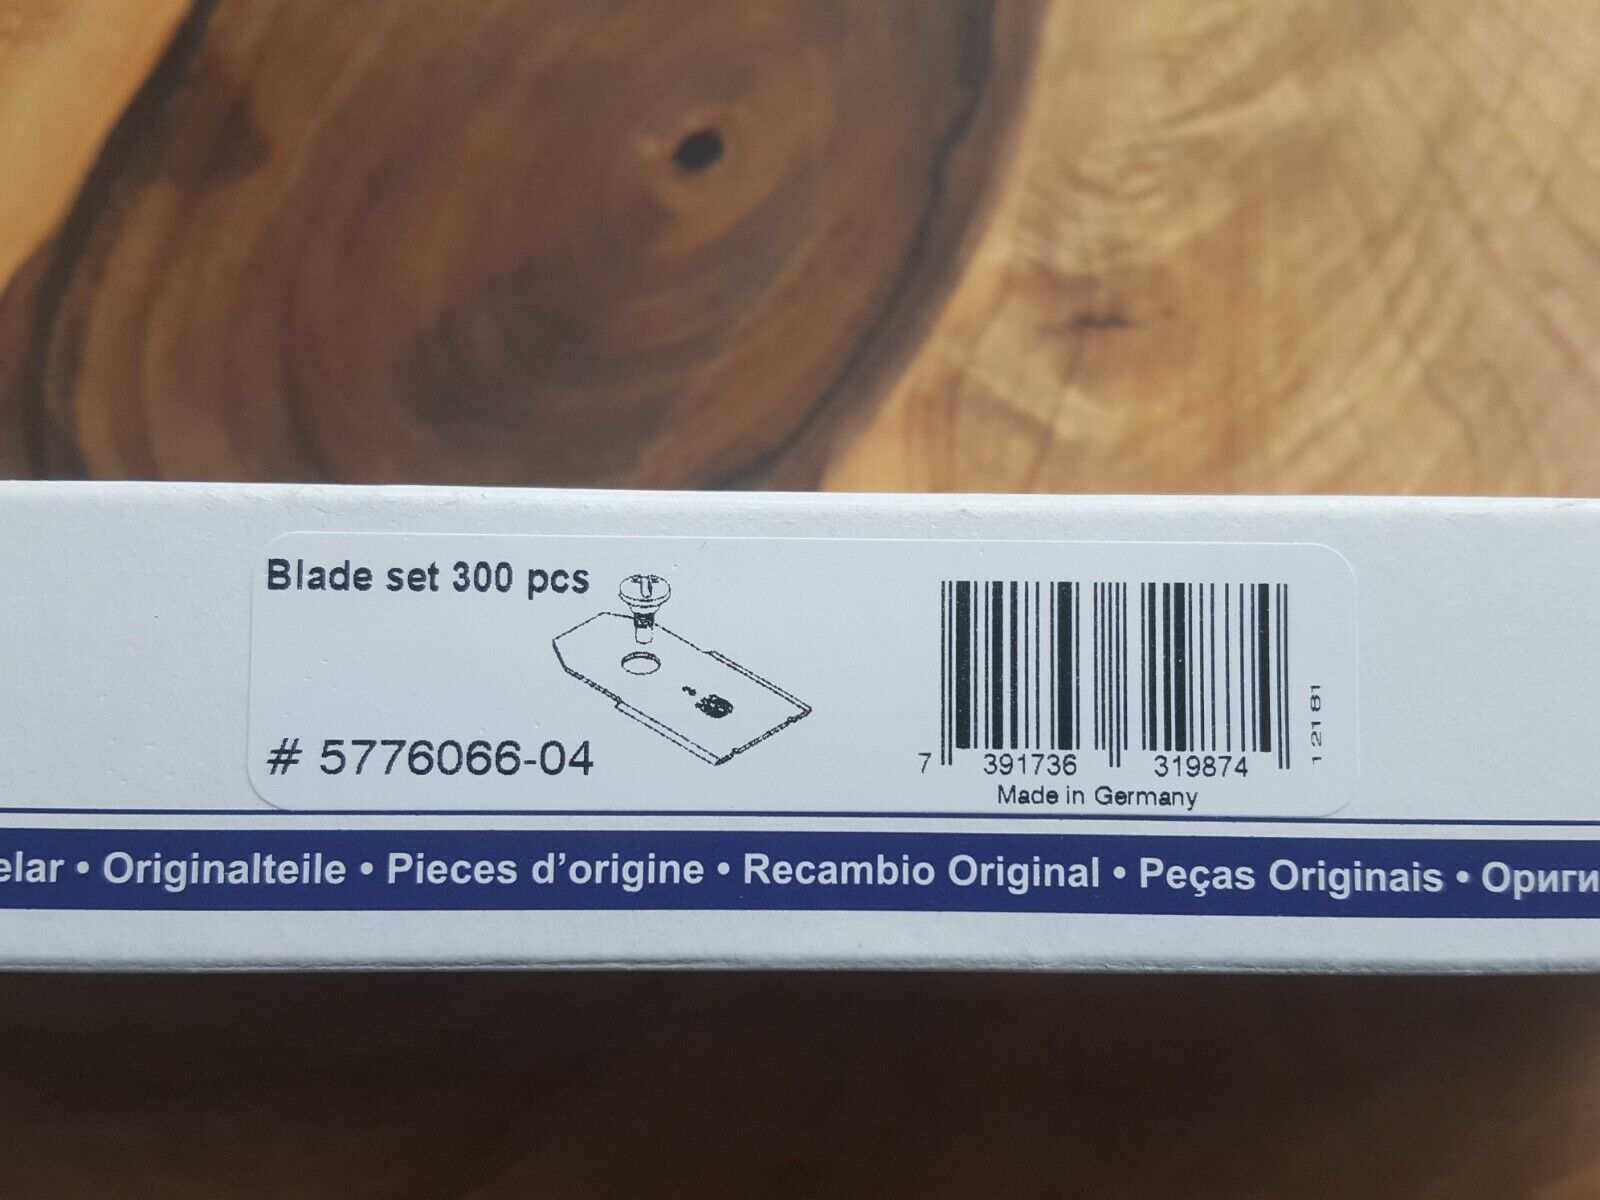 Blade set 300 pcs
# 5776066-04
7 391736 319874
Made in Germany
12181
elar • Originalteile • Pieces d’origine • Recambio Original • Peças Originais • Ориги